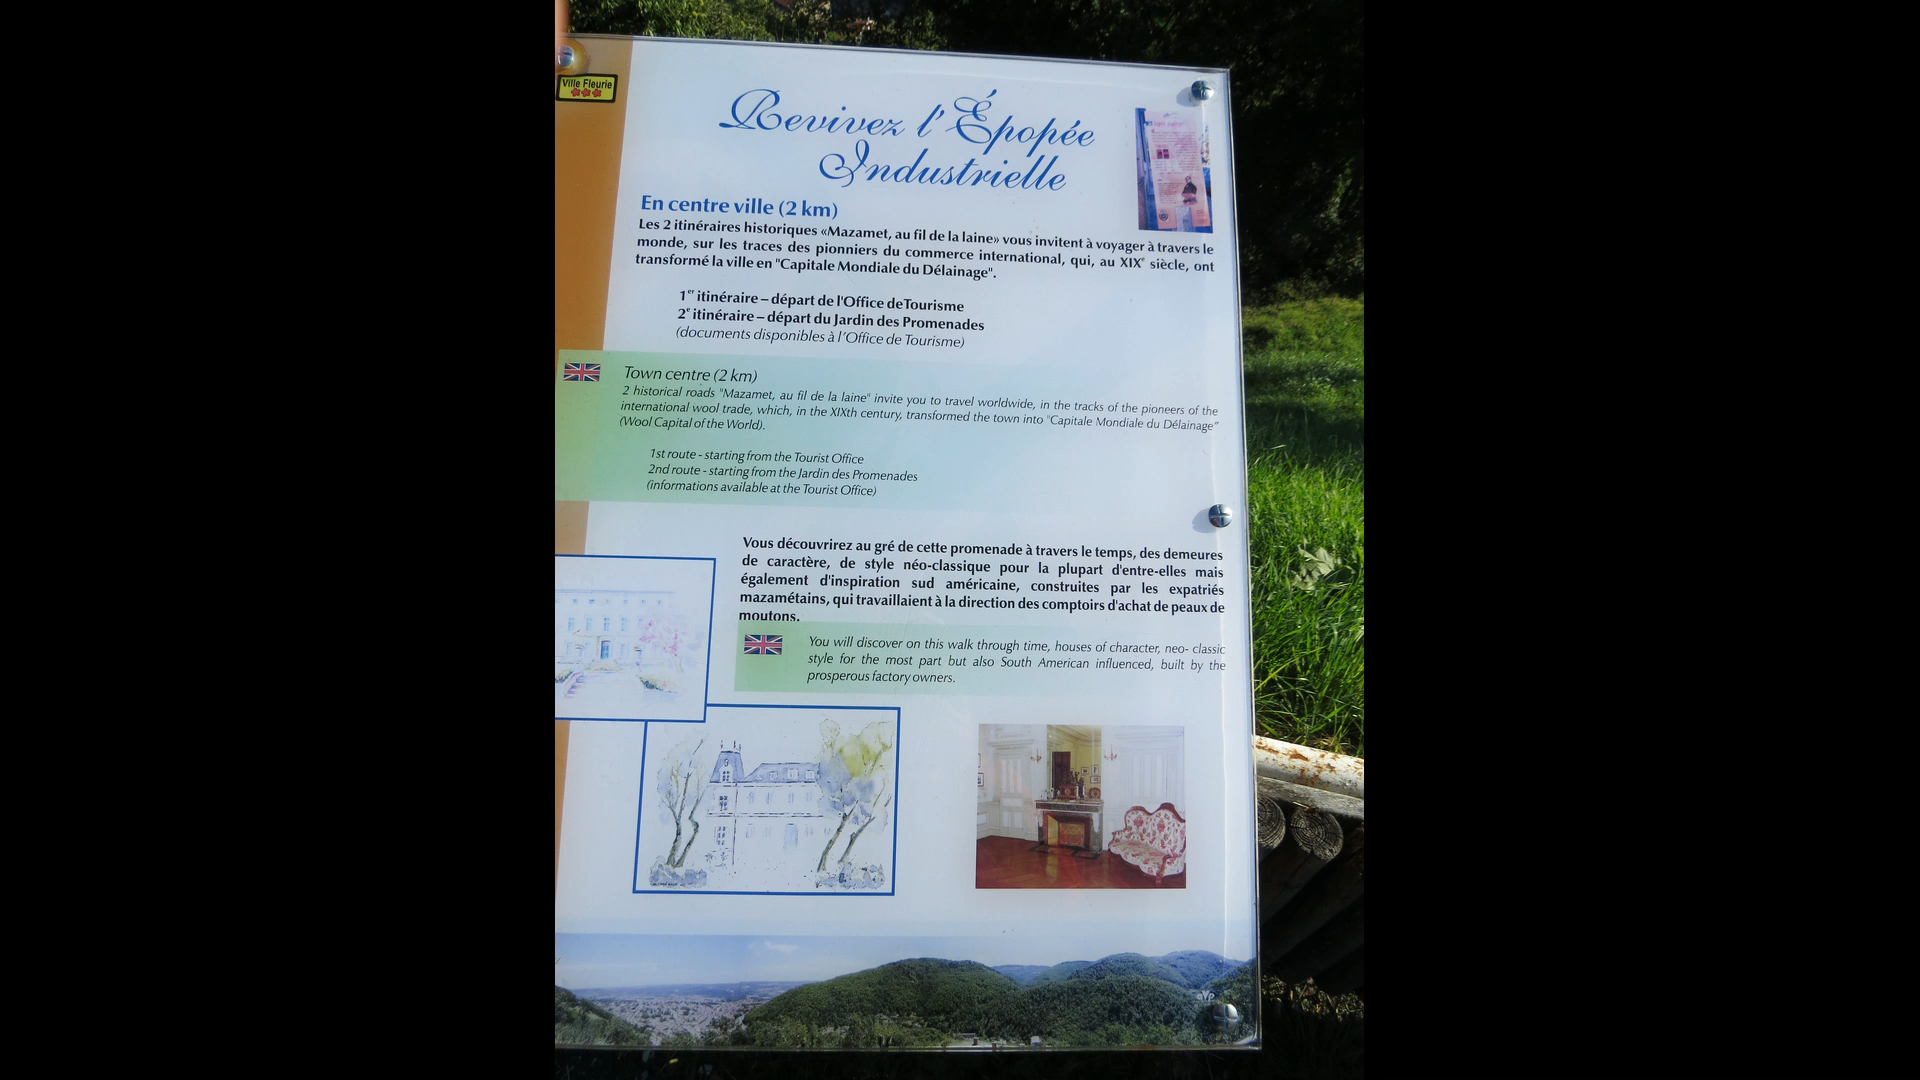 Ville Fleurie
Revivez l'Épopée
Industrielle
En centre ville (2 km)
Les 2 itinéraires historiques «Mazamet, au fil de la laine» vous invitent à voyager à travers le
monde, sur les traces des pionniers du commerce international, qui, au XIXe siècle, ont
transformé la ville en "Capitale Mondiale du Délainage".
1er itinéraire – départ de l'Office de Tourisme
2e itinéraire – départ du Jardin des Promenades
(documents disponibles à l'Office de Tourisme)
Town centre (2 km)
2 historical roads "Mazamet, au fil de la laine" invite you to travel worldwide, in the tracks of the pioneers of the
international wool trade, which, in the XIXth century, transformed the town into "Capitale Mondiale du Délainage"
(Wool Capital of the World).
1st route - starting from the Tourist Office
2nd route - starting from the Jardin des Promenades
(informations available at the Tourist Office)
Vous découvrirez au gré de cette promenade à travers le temps, des demeures
de caractère, de style néo-classique pour la plupart d'entre-elles mais
également d'inspiration sud américaine, construites par les expatriés
mazamétains, qui travaillaient à la direction des comptoirs d'achat de peaux de
moutons.
You will discover on this walk through time, houses of character, neo- classic
style for the most part but also South American influenced, built by the
prosperous factory owners.